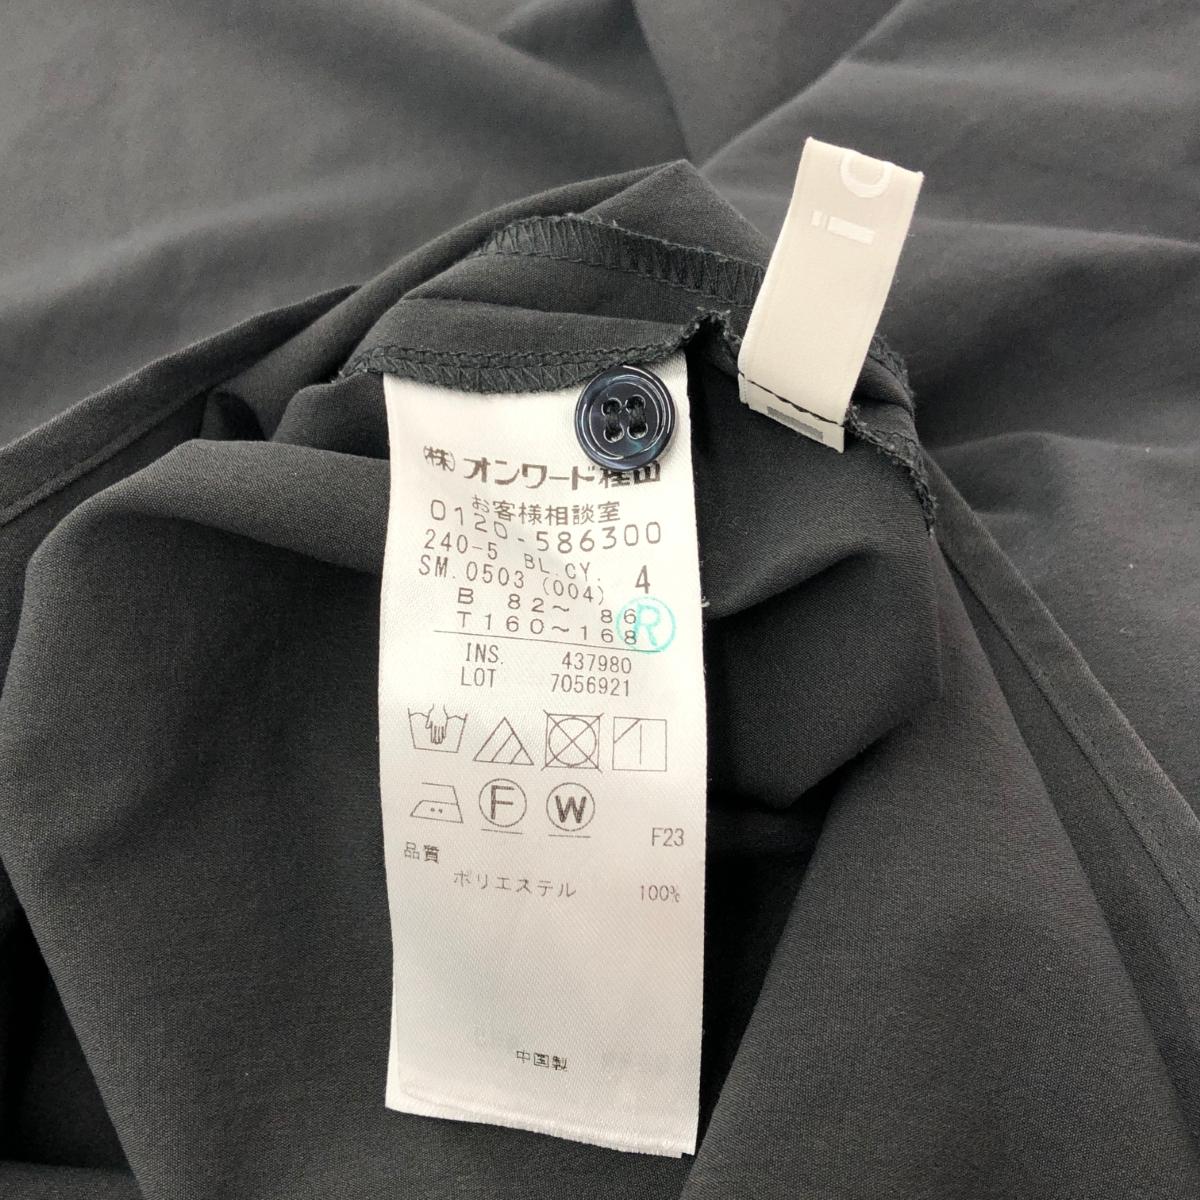 (株)オンワード樫山
お客様相談室
0120-586300
240-5 BL.CY. 4
SM.0503 (004)
B 82~ 86
T160~168
R
INS. 437980
LOT 7056921
F W
F23
品質
ポリエステル 100%
中国製